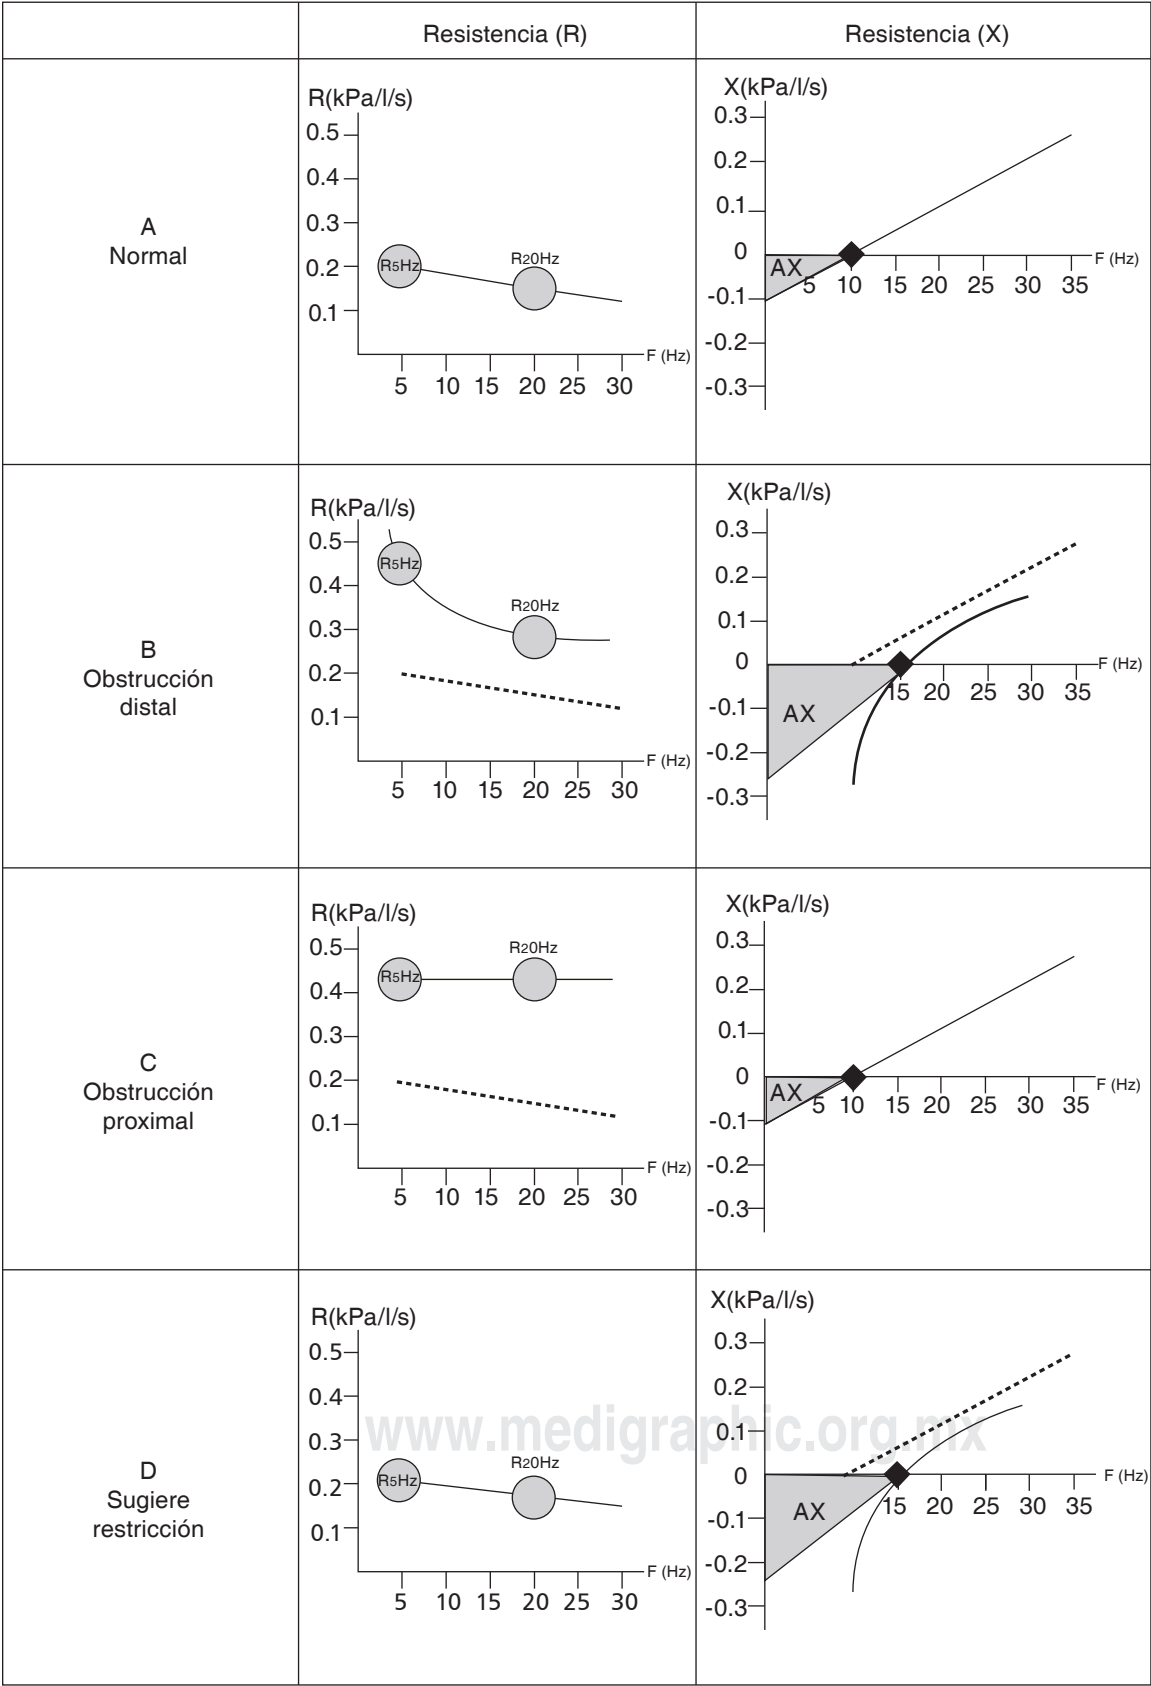 Resistencia (R)
Resistencia (X)
A
Normal
R(kPa/l/s)
0.5
0.4
0.3
0.2
0.1
R5Hz
R20Hz
F (Hz)
5 10 15 20 25 30
X(kPa/l/s)
0.3
0.2
0.1
0
-0.1
-0.2
-0.3
AX
F (Hz)
5 10 15 20 25 30 35
B
Obstrucción
distal
R(kPa/l/s)
0.5
0.4
0.3
0.2
0.1
R5Hz
R20Hz
F (Hz)
5 10 15 20 25 30
X(kPa/l/s)
0.3
0.2
0.1
0
-0.1
-0.2
-0.3
AX
F (Hz)
15 20 25 30 35
C
Obstrucción
proximal
R(kPa/l/s)
0.5
0.4
0.3
0.2
0.1
R5Hz
R20Hz
F (Hz)
5 10 15 20 25 30
X(kPa/l/s)
0.3
0.2
0.1
0
-0.1
-0.2
-0.3
AX
F (Hz)
5 10 15 20 25 30 35
D
Sugiere
restricción
R(kPa/l/s)
0.5
0.4
0.3
0.2
0.1
R5Hz
R20Hz
F (Hz)
5 10 15 20 25 30
X(kPa/l/s)
0.3
0.2
0.1
0
-0.1
-0.2
-0.3
AX
F (Hz)
15 20 25 30 35
www.medigraphic.org.mx